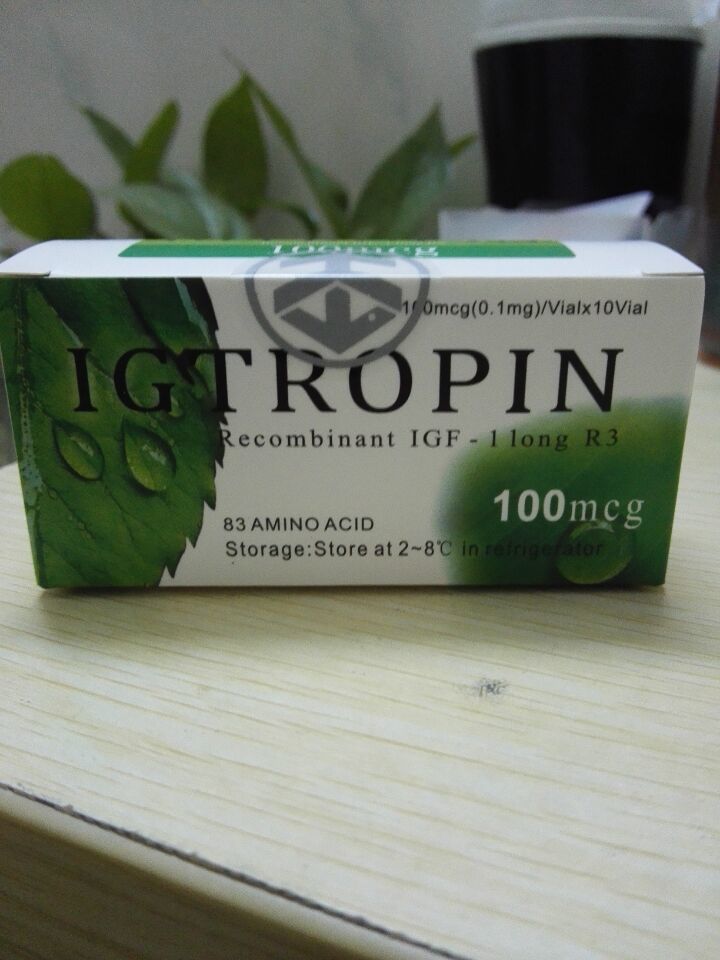 100mcg
100mcg(0.1mg)/Vialx10Vial
IGTROPIN
Recombinant IGF-1 long R3
100mcg
83 AMINO ACID
Storage:Store at 2~8℃ in refrigerator